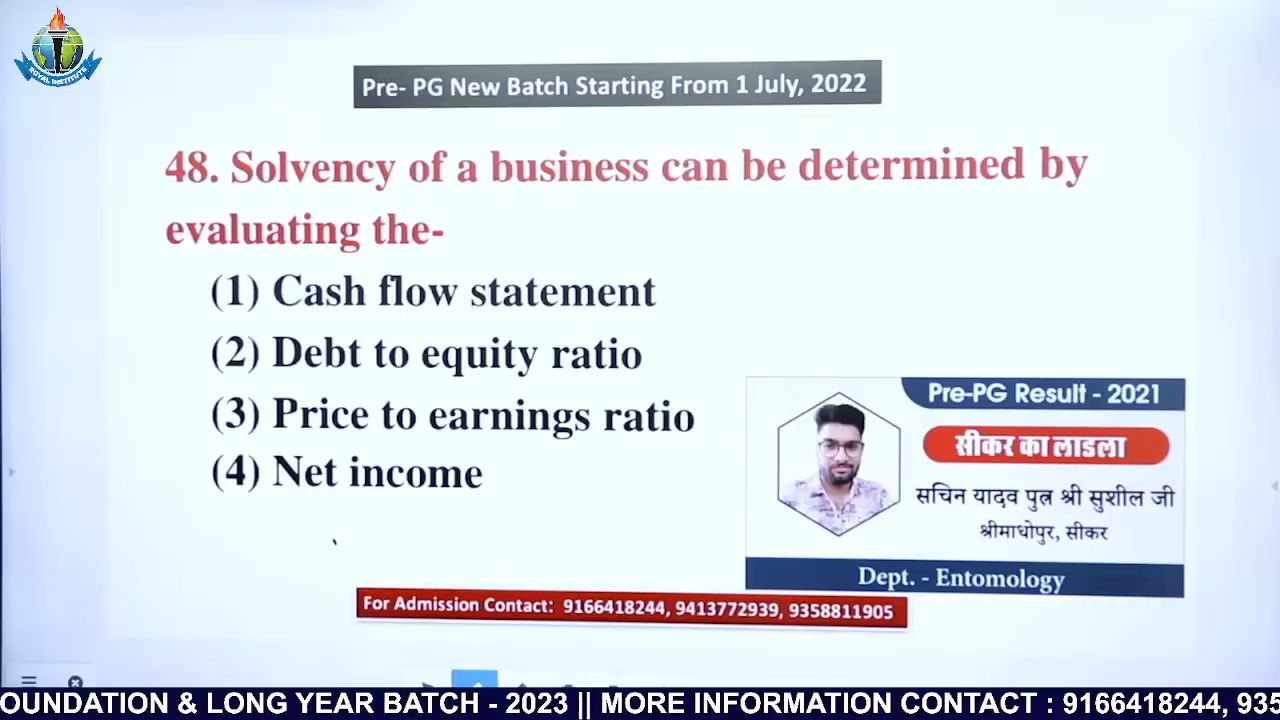 ROYAL INSTITUTE
Pre- PG New Batch Starting From 1 July, 2022
48. Solvency of a business can be determined by
evaluating the-
(1) Cash flow statement
(2) Debt to equity ratio
(3) Price to earnings ratio
(4) Net income
Pre-PG Result - 2021
सीकर का लाडला
सचिन यादव पुत्र श्री सुशील जी
श्रीमाधोपुर, सीकर
Dept. - Entomology
For Admission Contact: 9166418244, 9413772939, 9358811905
OUNDATION & LONG YEAR BATCH - 2023 || MORE INFORMATION CONTACT : 9166418244, 935